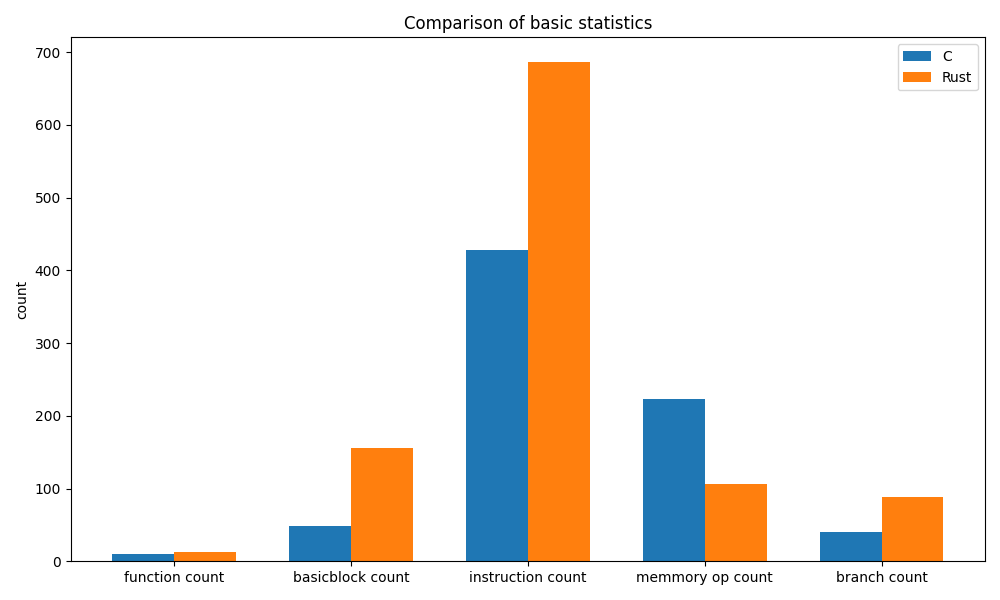 Comparison of basic statistics
C
Rust
count
700
600
500
400
300
200
100
0
function count
basicblock count
instruction count
memmory op count
branch count